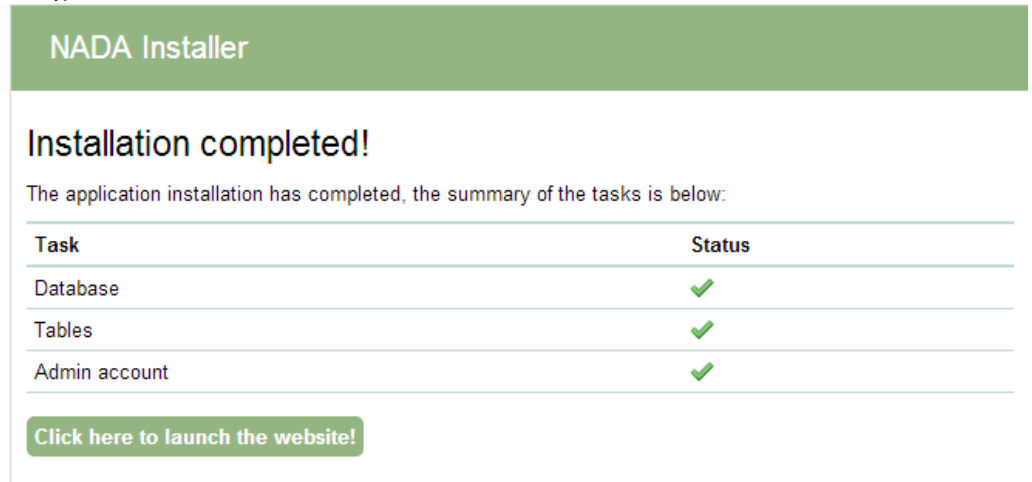 NADA Installer
Installation completed!
The application installation has completed, the summary of the tasks is below:
Task Status
Database
Tables
Admin account
Click here to launch the website!